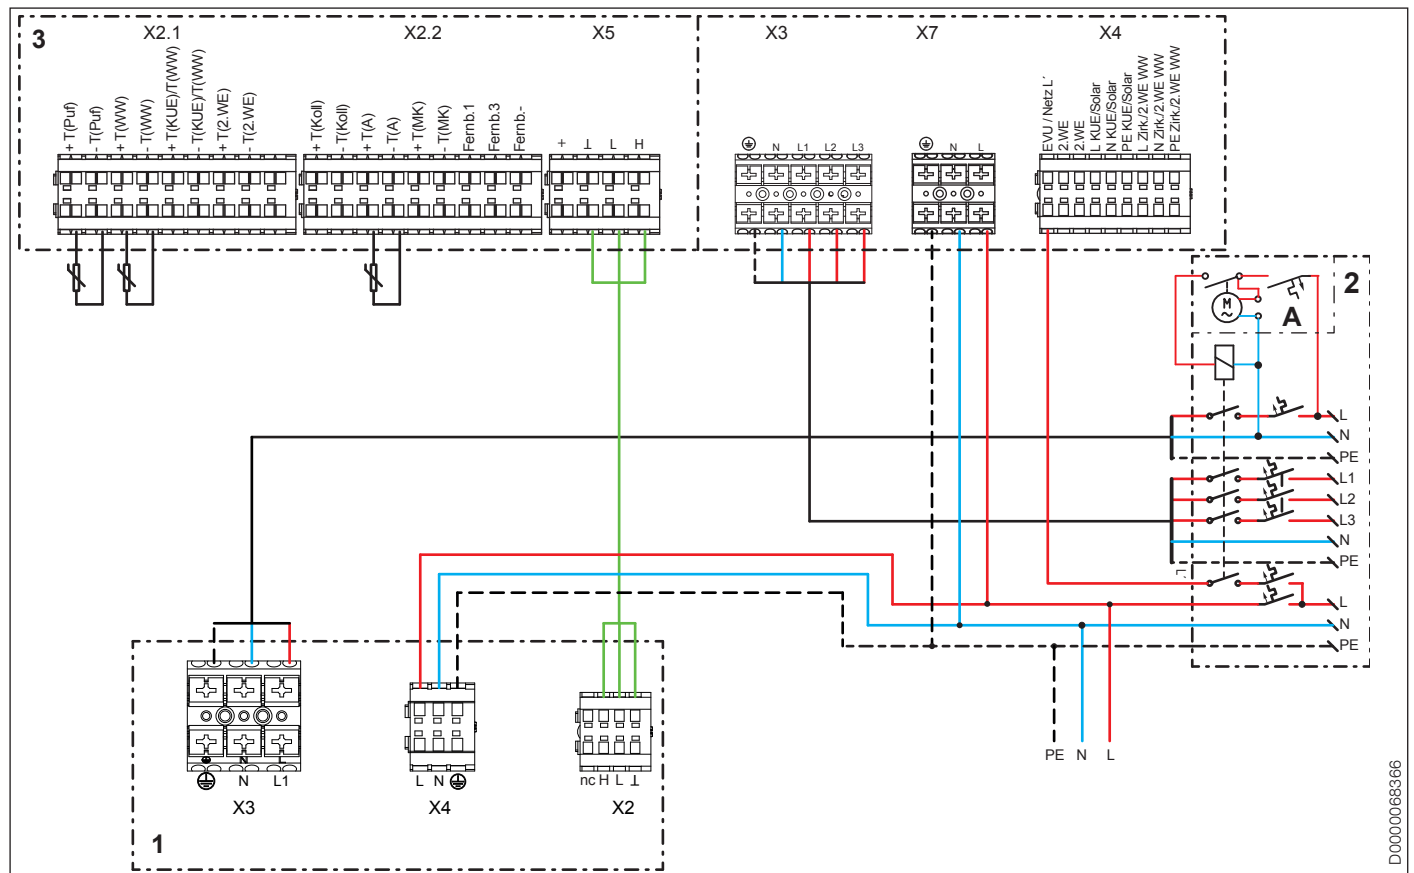 3
X2.1
X2.2
X5
X3
X7
X4
+ T(Puf)
- T(Puf)
+ T(WW)
- T(WW)
+ T(KUE)/T(WW)
- T(KUE)/T(WW)
+ T(2.WE)
- T(2.WE)
+ T(Koll)
- T(Koll)
+ T(A)
- T(A)
+ T(MK)
- T(MK)
Fernb.1
Fernb.3
Fernb.-
+ ⊥ L H
N L1 L2 L3
N L
EVU / Netz L'
2.WE
2.WE
L KUE/Solar
N KUE/Solar
PE KUE/Solar
L Zirk./2.WE WW
N Zirk./2.WE WW
PE Zirk./2.WE WW
2
M
~
A
L
N
PE
L1
L2
L3
N
PE
L'
L
N
PE
PE N L
N L
N L1
X3
L N
X4
nc H L ⊥
X2
1
D0000068366